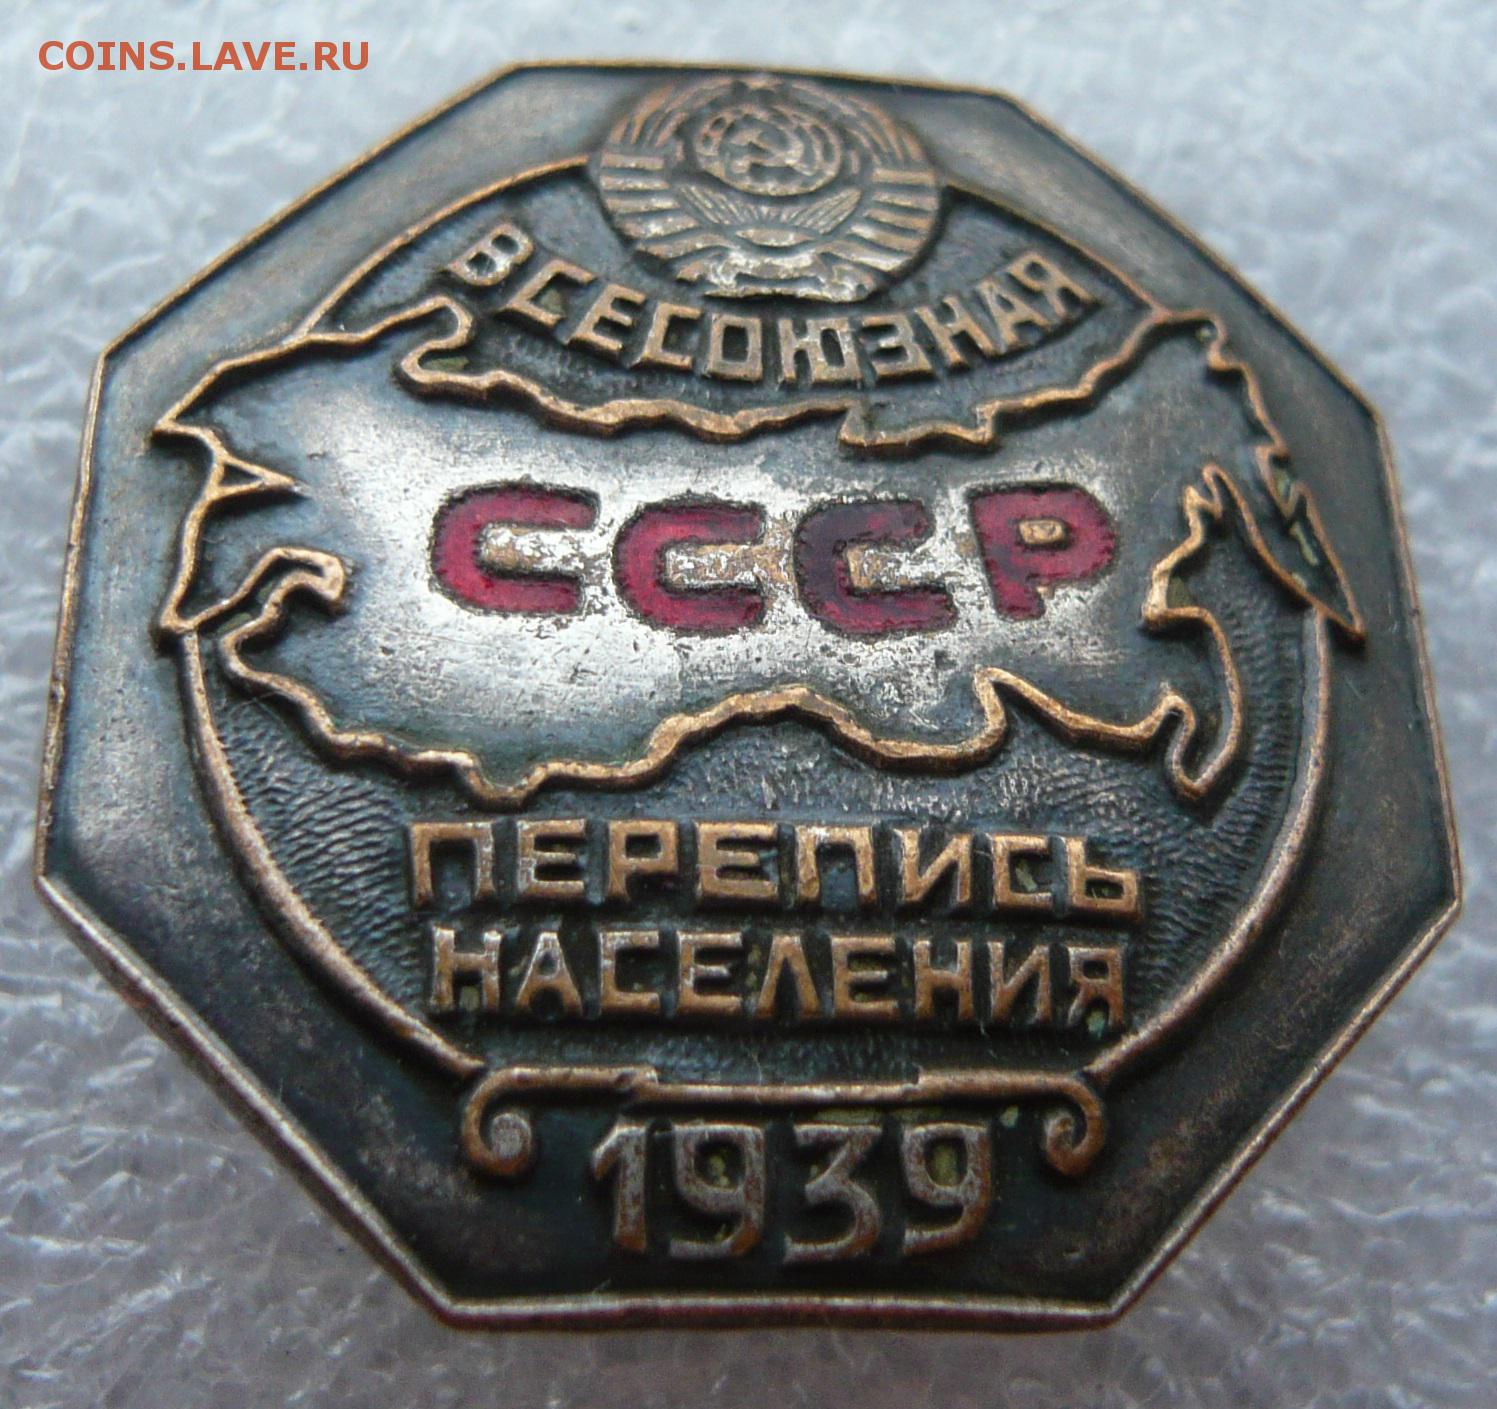 COINS.LAVE.RU
ВСЕСОЮЗНАЯ
СССР
ПЕРЕПИСЬ
НАСЕЛЕНИЯ
1939